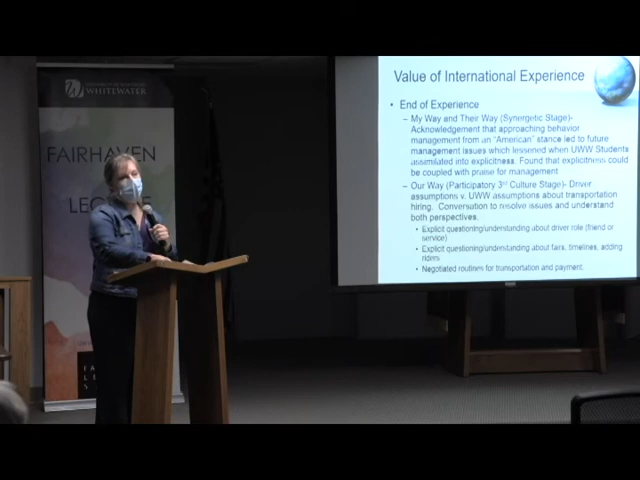 WHITEWATER
FAIRHAVEN
Value of International Experience
• End of Experience
– My Way and Their Way (Synergetic Stage)-
Acknowledgement that approaching behavior
management from an "American" stance led to future
management issues which lessened when UWW Students
assimilated into explicitness. Found that explicitness could
be coupled with praise for management
– Our Way (Participatory 3rd Culture Stage)- Driver
assumptions v. UWW assumptions about transportation
hiring. Conversation to resolve issues and understand
both perspectives.
• Explicit questioning/understanding about driver role (friend or
service)
• Explicit questioning/understanding about fairs, timelines, adding
riders
• Negotiated routines for transportation and payment.